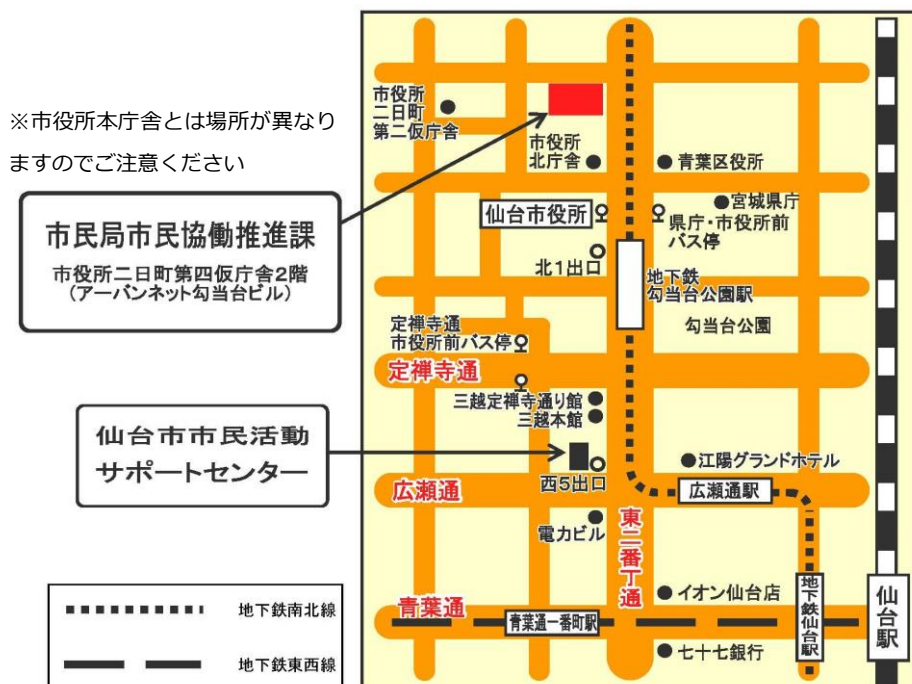 ※市役所本庁舎とは場所が異なり
ますのでご注意ください
市民局市民協働推進課
市役所二日町第四仮庁舎2階
(アーバンネット勾当台ビル)
仙台市市民活動
サポートセンター
地下鉄南北線
地下鉄東西線
市役所
二日町
第二仮庁舎
市役所
北庁舎
青葉区役所
宮城県庁
仙台市役所
県庁・市役所前
バス停
北1出口
地下鉄
勾当台公園駅
勾当台公園
定禅寺通
市役所前バス停
定禅寺通
三越定禅寺通り館
三越本館
江陽グランドホテル
西5出口
広瀬通
広瀬通駅
電力ビル
東二番丁通
イオン仙台店
青葉通
青葉通一番町駅
地下鉄仙台駅
仙台駅
七十七銀行